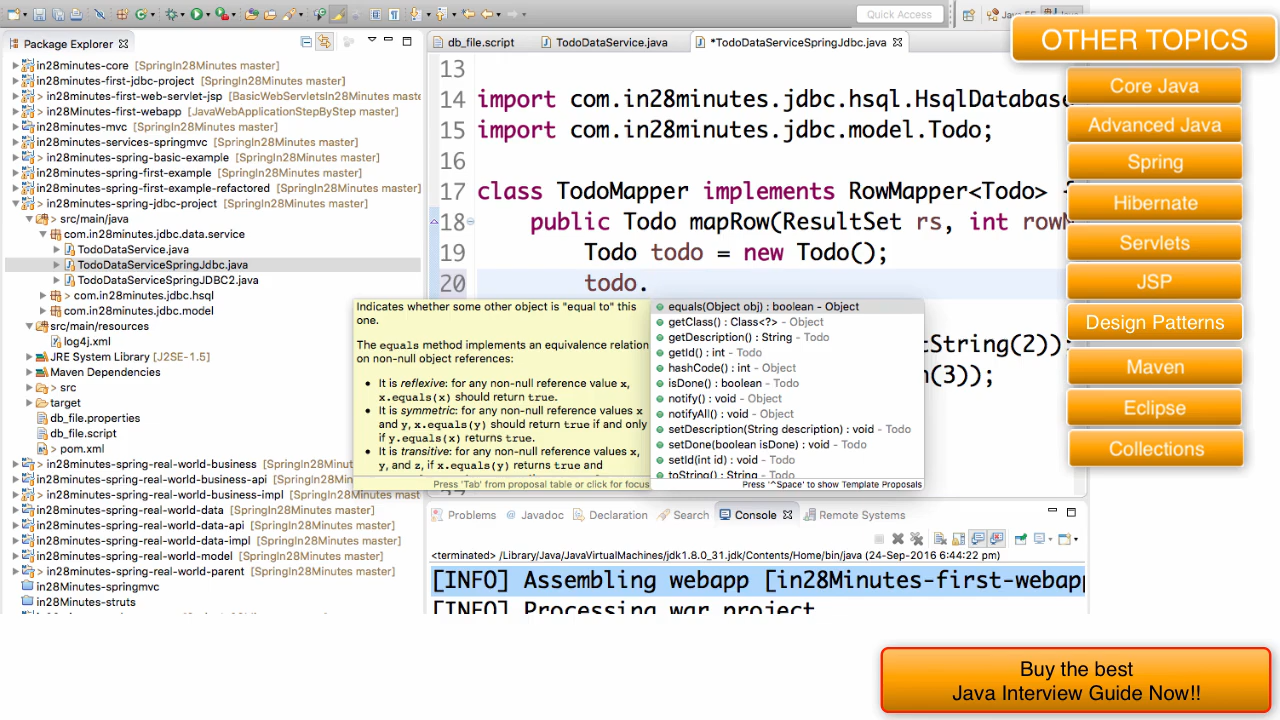 Quick Access
Java EE
Java
Package Explorer
in28minutes-core [SpringIn28Minutes master]
in28minutes-first-jdbc-project [SpringIn28Minutes master]
> in28minutes-first-web-servlet-jsp [BasicWebServletsIn28Minutes maste
> in28Minutes-first-webapp [JavaWebApplicationStepByStep master]
in28minutes-mvc [SpringIn28Minutes master]
in28minutes-services-springmvc [SpringIn28Minutes master]
> in28minutes-spring-basic-example [SpringIn28Minutes master]
in28minutes-spring-first-example [SpringIn28Minutes master]
in28minutes-spring-first-example-refactored [SpringIn28Minutes master]
> in28minutes-spring-jdbc-project [SpringIn28Minutes master]
> src/main/java
com.in28minutes.jdbc.data.service
TodoDataService.java
TodoDataServiceSpringJdbc.java
TodoDataServiceSpringJDBC2.java
> com.in28minutes.jdbc.hsql
com.in28minutes.jdbc.model
src/main/resources
log4j.xml
JRE System Library [J2SE-1.5]
Maven Dependencies
> src
target
db_file.properties
db_file.script
> pom.xml
> in28minutes-spring-real-world-business [SpringIn28Minutes
> in28minutes-spring-real-world-business-api [SpringIn28Min
> in28minutes-spring-real-world-business-impl [SpringIn28Mi
> in28minutes-spring-real-world-data [SpringIn28Minutes master]
> in28minutes-spring-real-world-data-api [SpringIn28Minutes master]
> in28minutes-spring-real-world-data-impl [SpringIn28Minutes master]
> in28minutes-spring-real-world-model [SpringIn28Minutes master]
> in28minutes-spring-real-world-parent [SpringIn28Minutes master]
in28Minutes-springmvc
in28Minutes-struts
db_file.script
TodoDataService.java
*TodoDataServiceSpringJdbc.java
13
14 import com.in28minutes.jdbc.hsql.HsqlDatabase
15 import com.in28minutes.jdbc.model.Todo;
16
17 class TodoMapper implements RowMapper<Todo> {
18 public Todo mapRow(ResultSet rs, int rowN
19 Todo todo = new Todo();
20 todo.
tString(2));
n(3));
Indicates whether some other object is "equal to" this
one.
The equals method implements an equivalence relation
on non-null object references:
• It is reflexive: for any non-null reference value x,
x.equals(x) should return true.
• It is symmetric: for any non-null reference values x
and y, x.equals(y) should return true if and only
if y.equals(x) returns true.
• It is transitive: for any non-null reference values x,
y, and z, if x.equals(y) returns true and
Press 'Tab' from proposal table or click for focus
equals(Object obj) : boolean - Object
getClass() : Class<?> - Object
getDescription() : String - Todo
getId() : int - Todo
hashCode() : int - Object
isDone() : boolean - Todo
notify() : void - Object
notifyAll() : void - Object
setDescription(String description) : void - Todo
setDone(boolean isDone) : void - Todo
setId(int id) : void - Todo
toString() : String - Todo
Press '^Space' to show Template Proposals
Problems
@ Javadoc
Declaration
Search
Console
Remote Systems
<terminated> /Library/Java/JavaVirtualMachines/jdk1.8.0_31.jdk/Contents/Home/bin/java (24-Sep-2016 6:44:22 pm)
[INFO] Assembling webapp [in28Minutes-first-webapp
[INFO] Processing war project
OTHER TOPICS
Core Java
Advanced Java
Spring
Hibernate
Servlets
JSP
Design Patterns
Maven
Eclipse
Collections
Buy the best
Java Interview Guide Now!!